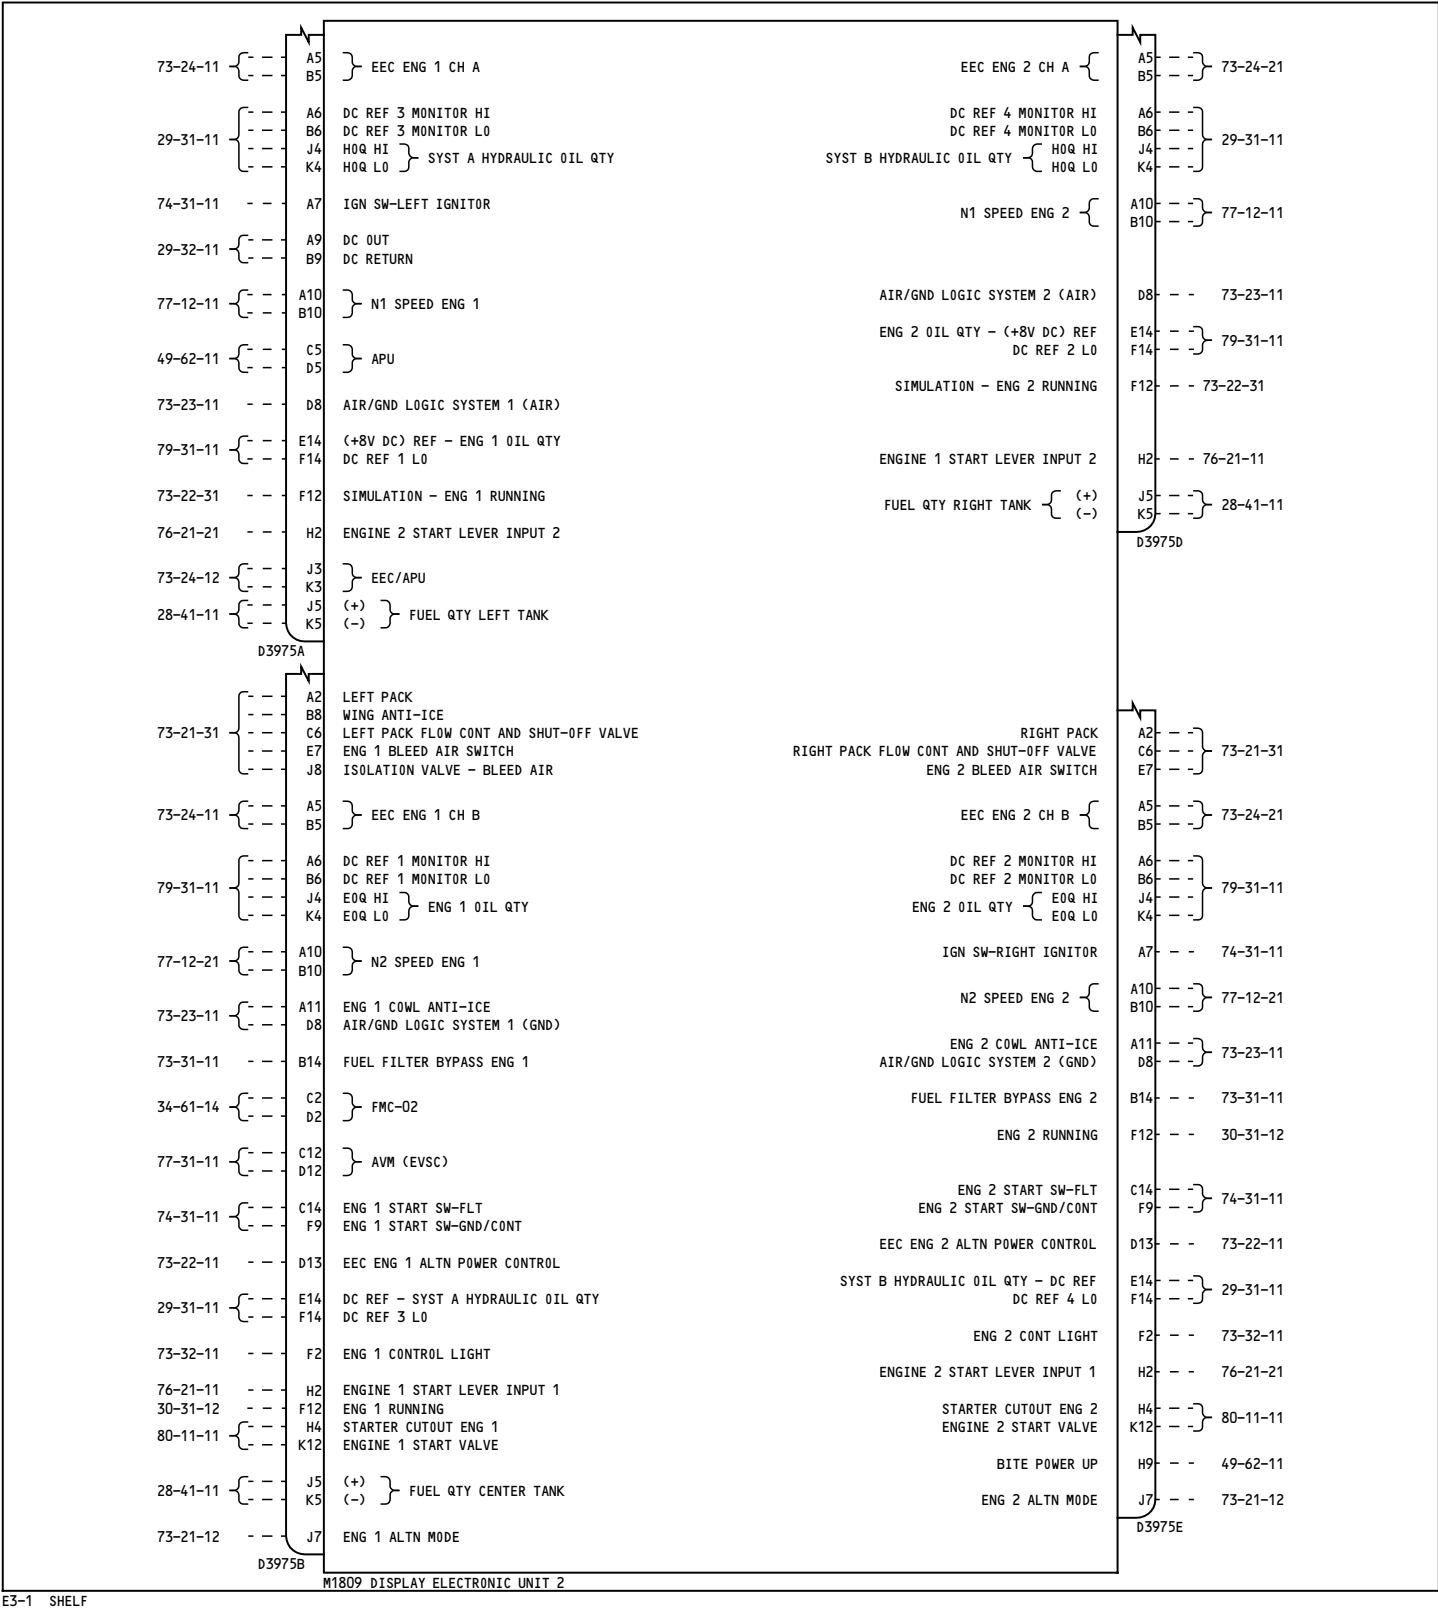 73-24-11 A5 B5 EEC ENG 1 CH A
29-31-11
A6 DC REF 3 MONITOR HI
B6 DC REF 3 MONITOR LO
J4 HOQ HI
K4 HOQ LO
SYST A HYDRAULIC OIL QTY
74-31-11 A7 IGN SW-LEFT IGNITOR
29-32-11
A9 DC OUT
B9 DC RETURN
77-12-11 A10 B10 N1 SPEED ENG 1
49-62-11 C5 D5 APU
73-23-11 D8 AIR/GND LOGIC SYSTEM 1 (AIR)
79-31-11
E14 (+8V DC) REF - ENG 1 OIL QTY
F14 DC REF 1 LO
73-22-31 F12 SIMULATION - ENG 1 RUNNING
76-21-21 H2 ENGINE 2 START LEVER INPUT 2
73-24-12 J3 K3 EEC/APU
28-41-11
J5 (+)
K5 (-)
FUEL QTY LEFT TANK
D3975A
EEC ENG 2 CH A A5 B5 73-24-21
DC REF 4 MONITOR HI A6
DC REF 4 MONITOR LO B6
SYST B HYDRAULIC OIL QTY
HOQ HI J4
HOQ LO K4
29-31-11
N1 SPEED ENG 2 A10 B10 77-12-11
AIR/GND LOGIC SYSTEM 2 (AIR) D8 73-23-11
ENG 2 OIL QTY - (+8V DC) REF E14
DC REF 2 LO F14
79-31-11
SIMULATION - ENG 2 RUNNING F12 73-22-31
ENGINE 1 START LEVER INPUT 2 H2 76-21-11
FUEL QTY RIGHT TANK
(+) J5
(-) K5
28-41-11
D3975D
73-21-31
A2 LEFT PACK
B8 WING ANTI-ICE
C6 LEFT PACK FLOW CONT AND SHUT-OFF VALVE
E7 ENG 1 BLEED AIR SWITCH
J8 ISOLATION VALVE - BLEED AIR
73-24-11 A5 B5 EEC ENG 1 CH B
79-31-11
A6 DC REF 1 MONITOR HI
B6 DC REF 1 MONITOR LO
J4 EOQ HI
K4 EOQ LO
ENG 1 OIL QTY
77-12-21 A10 B10 N2 SPEED ENG 1
73-23-11
A11 ENG 1 COWL ANTI-ICE
D8 AIR/GND LOGIC SYSTEM 1 (GND)
73-31-11 B14 FUEL FILTER BYPASS ENG 1
34-61-14 C2 D2 FMC-02
77-31-11 C12 D12 AVM (EVSC)
74-31-11
C14 ENG 1 START SW-FLT
F9 ENG 1 START SW-GND/CONT
73-22-11 D13 EEC ENG 1 ALTN POWER CONTROL
29-31-11
E14 DC REF - SYST A HYDRAULIC OIL QTY
F14 DC REF 3 LO
73-32-11 F2 ENG 1 CONTROL LIGHT
76-21-11 H2 ENGINE 1 START LEVER INPUT 1
30-31-12 F12 ENG 1 RUNNING
80-11-11
H4 STARTER CUTOUT ENG 1
K12 ENGINE 1 START VALVE
28-41-11
J5 (+)
K5 (-)
FUEL QTY CENTER TANK
73-21-12 J7 ENG 1 ALTN MODE
D3975B
RIGHT PACK A2
RIGHT PACK FLOW CONT AND SHUT-OFF VALVE C6
ENG 2 BLEED AIR SWITCH E7
73-21-31
EEC ENG 2 CH B A5 B5 73-24-21
DC REF 2 MONITOR HI A6
DC REF 2 MONITOR LO B6
ENG 2 OIL QTY
EOQ HI J4
EOQ LO K4
79-31-11
IGN SW-RIGHT IGNITOR A7 74-31-11
N2 SPEED ENG 2 A10 B10 77-12-21
ENG 2 COWL ANTI-ICE A11
AIR/GND LOGIC SYSTEM 2 (GND) D8
73-23-11
FUEL FILTER BYPASS ENG 2 B14 73-31-11
ENG 2 RUNNING F12 30-31-12
ENG 2 START SW-FLT C14
ENG 2 START SW-GND/CONT F9
74-31-11
EEC ENG 2 ALTN POWER CONTROL D13 73-22-11
SYST B HYDRAULIC OIL QTY - DC REF E14
DC REF 4 LO F14
29-31-11
ENG 2 CONT LIGHT F2 73-32-11
ENGINE 2 START LEVER INPUT 1 H2 76-21-21
STARTER CUTOUT ENG 2 H4
ENGINE 2 START VALVE K12
80-11-11
BITE POWER UP H9 49-62-11
ENG 2 ALTN MODE J7 73-21-12
D3975E
M1809 DISPLAY ELECTRONIC UNIT 2
E3-1 SHELF